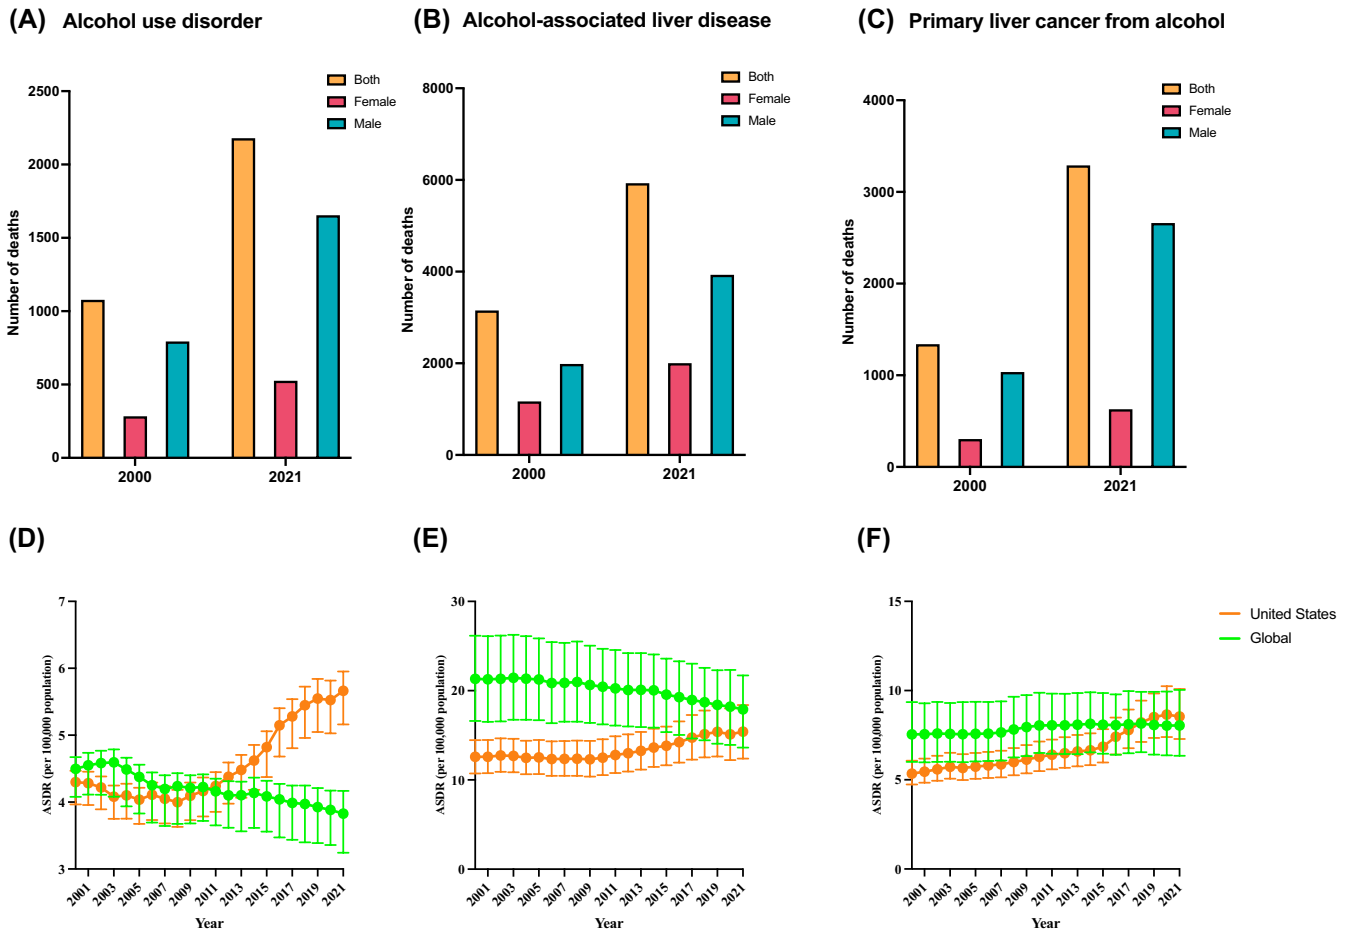 (A) Alcohol use disorder
Both
Female
Male
2500
2000
1500
1000
500
0
Number of deaths
2000
2021
(B) Alcohol-associated liver disease
Both
Female
Male
8000
6000
4000
2000
0
Number of deaths
2000
2021
(C) Primary liver cancer from alcohol
Both
Female
Male
4000
3000
2000
1000
0
Number of deaths
2000
2021
(D)
7
6
5
4
3
ASDR (per 100,000 population)
2001
2003
2005
2007
2009
2011
2013
2015
2017
2019
2021
Year
(E)
30
20
10
0
ASDR (per 100,000 population)
2001
2003
2005
2007
2009
2011
2013
2015
2017
2019
2021
Year
(F)
15
10
5
0
ASDR (per 100,000 population)
2001
2003
2005
2007
2009
2011
2013
2015
2017
2019
2021
Year
United States
Global